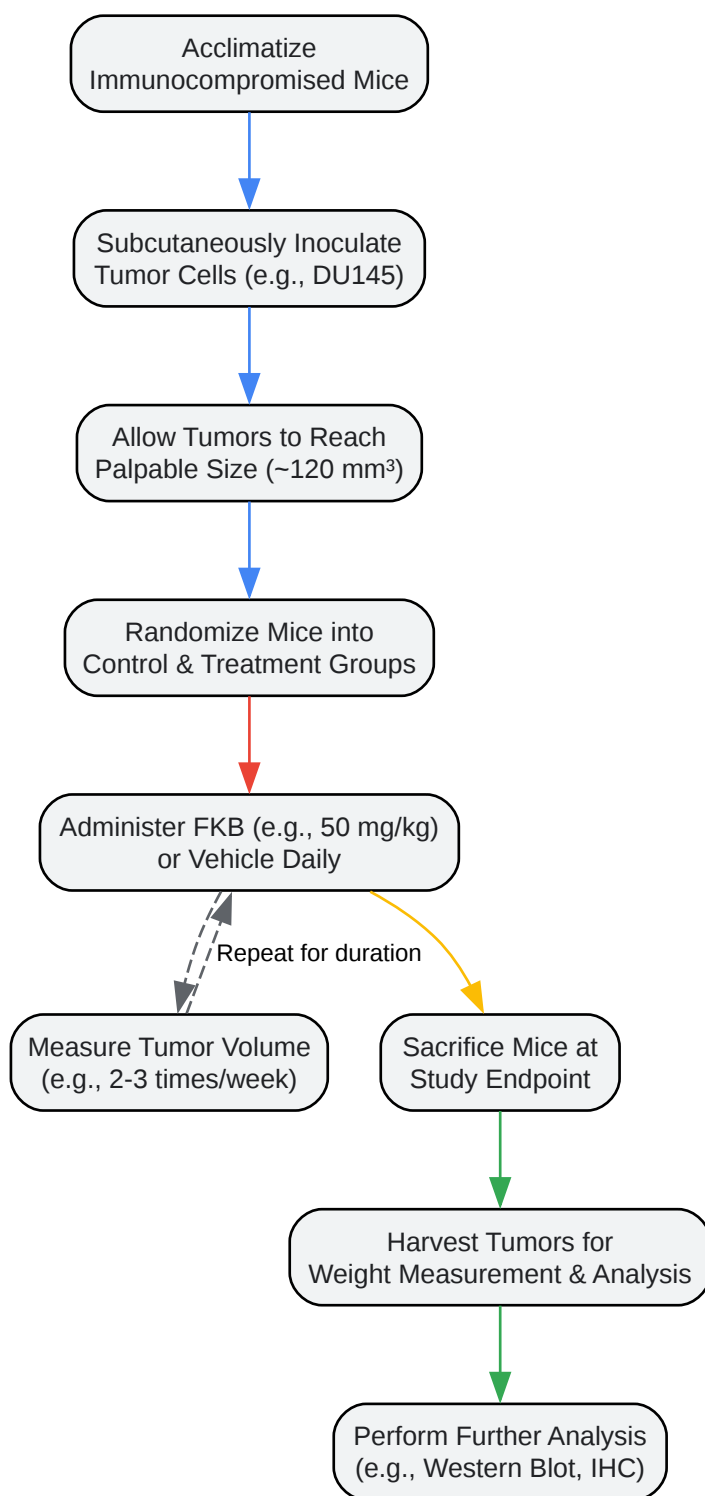 Acclimatize
Immunocompromised Mice
Subcutaneously Inoculate
Tumor Cells (e.g., DU145)
Allow Tumors to Reach
Palpable Size (~120 mm³)
Randomize Mice into
Control & Treatment Groups
Administer FKB (e.g., 50 mg/kg)
or Vehicle Daily
Repeat for duration
Measure Tumor Volume
(e.g., 2-3 times/week)
Sacrifice Mice at
Study Endpoint
Harvest Tumors for
Weight Measurement & Analysis
Perform Further Analysis
(e.g., Western Blot, IHC)